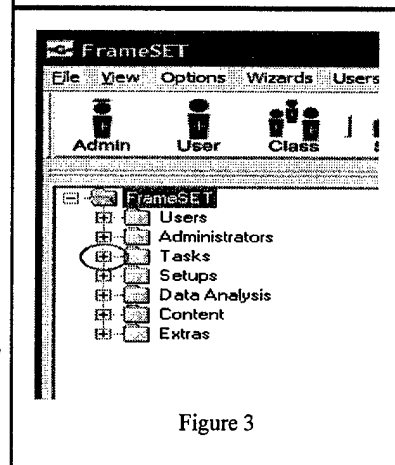 FrameSET
File View Options Wizards Users
Admin User Class
FrameSET
Users
Administrators
Tasks
Setups
Data Analysis
Content
Extras
Figure 3